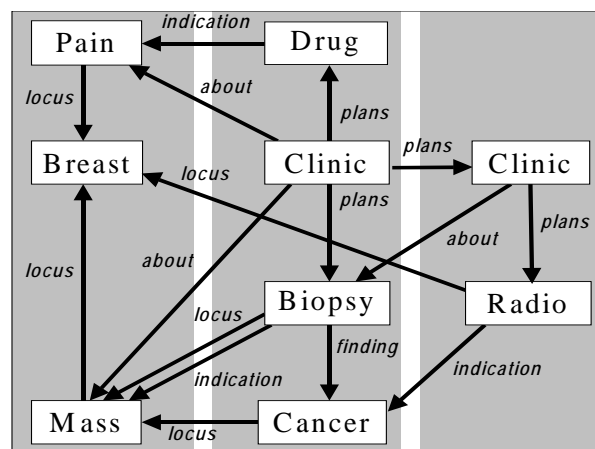 indication
Pain
Drug
about
locus
plans
Breast
Clinic
plans
Clinic
locus
plans
plans
about
locus
about
Biopsy
Radio
locus
finding
indication
indication
Mass
Cancer
locus